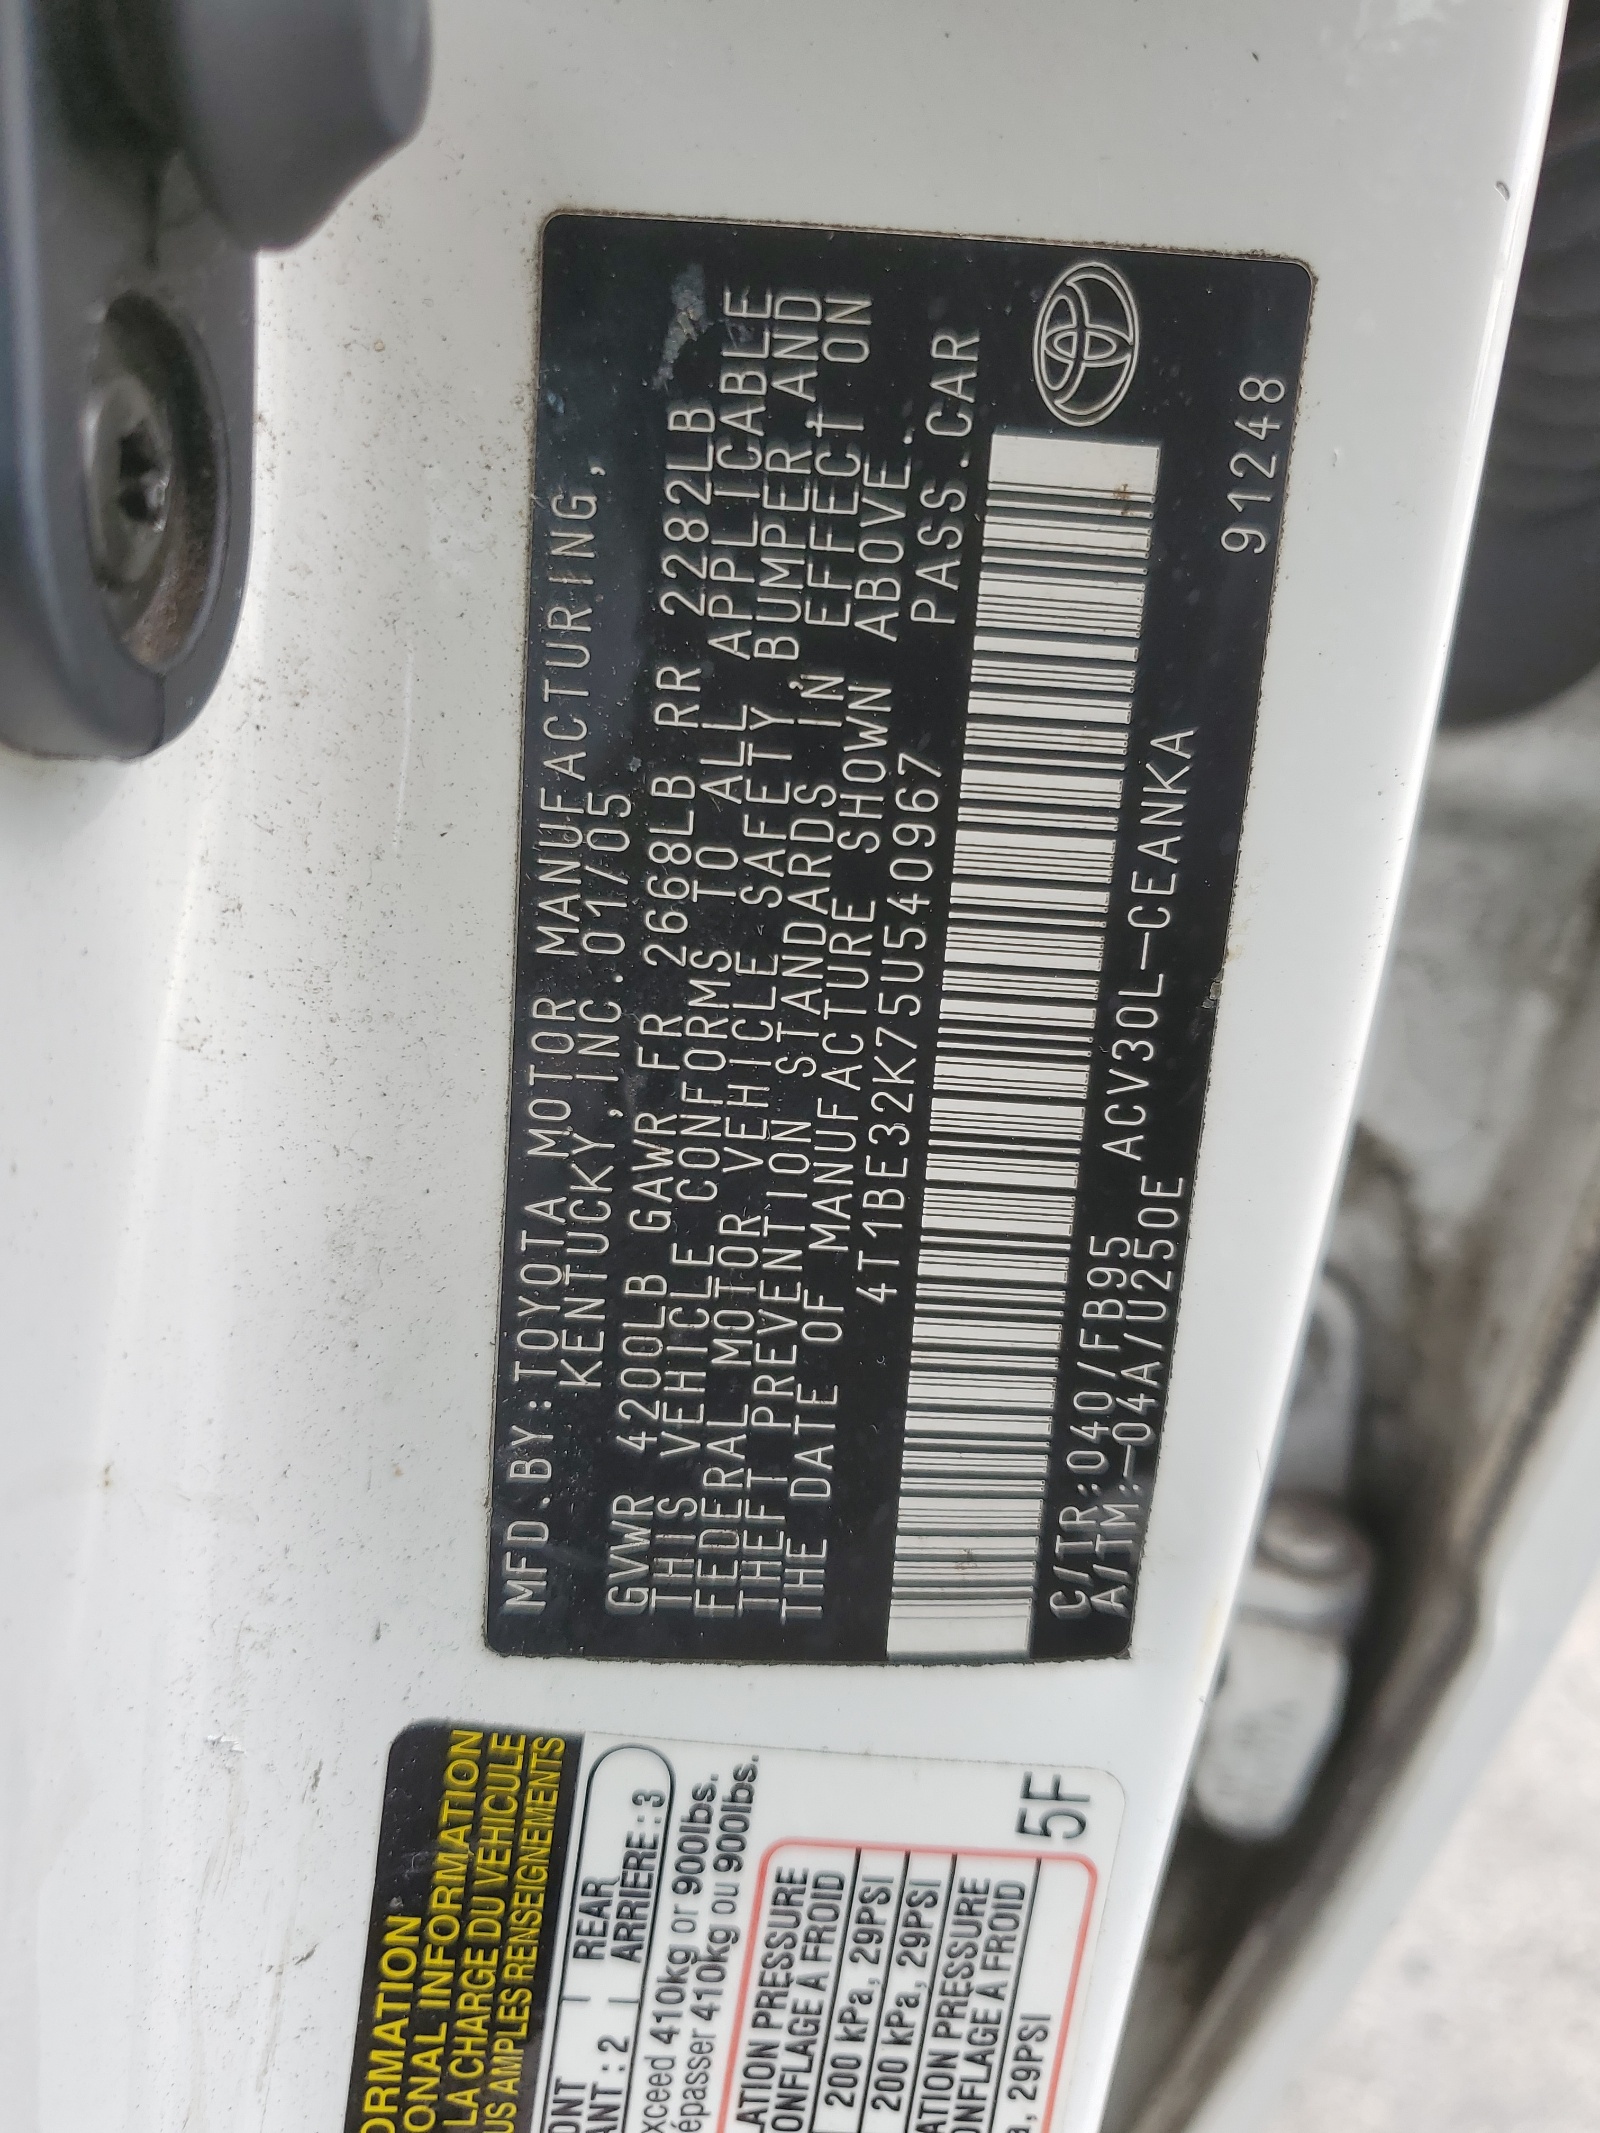 MFD.BY:TOYOTA MOTOR MANUFACTURING,
KENTUCKY,INC.01/05
GVWR 4200LB GAWR FR 2668LB RR 2282LB
THIS VEHICLE CONFORMS TO ALL APPLICABLE
FEDERAL MOTOR VEHICLE SAFETY, BUMPER AND
THEFT PREVENTION STANDARDS IN EFFECT ON
THE DATE OF MANUFACTURE SHOWN ABOVE.
4T1BE32K75U540967 PASS.CAR
C/TR:040/FB95 ACV30L-CEANKA
A/TM:-04A/U250E 91248
ORMATION
ONAL INFORMATION
LA CHARGE DU VÉHICULE
US AMPLES RENSEIGNEMENTS
ONT REAR
ANT : 2 ARRIÈRE : 3
xceed 410kg or 900lbs.
épasser 410kg ou 900lbs.
LATION PRESSURE
ONFLAGE À FROID
200 kPa, 29PSI
200 kPa, 29PSI
ATION PRESSURE
ONFLAGE À FROID
a, 29PSI
5F